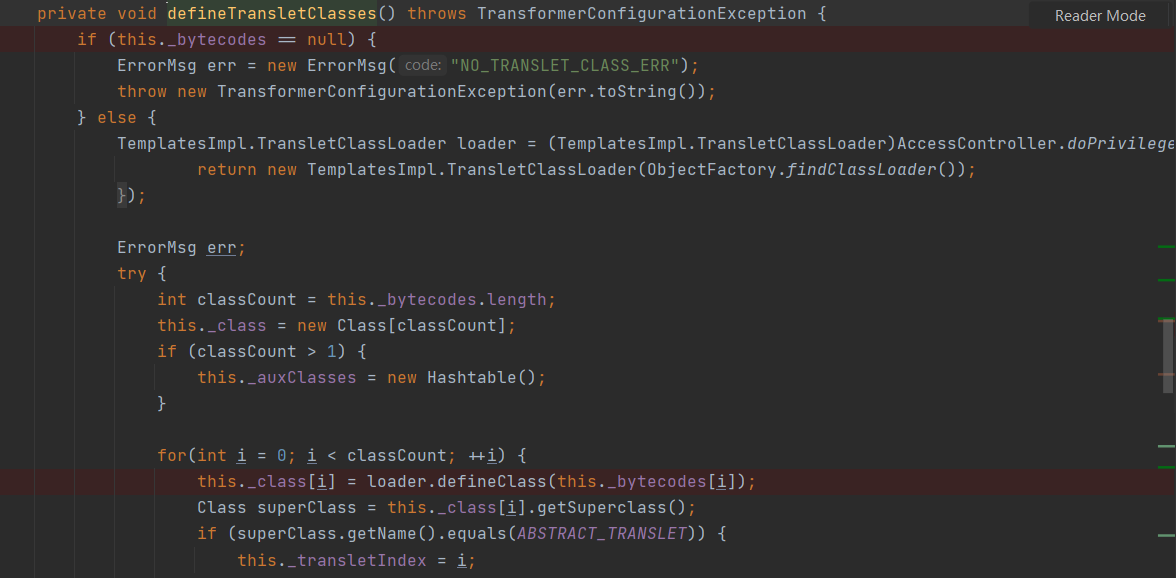 private void defineTransletClasses() throws TransformerConfigurationException {
Reader Mode
if (this._bytecodes == null) {
ErrorMsg err = new ErrorMsg( code: "NO_TRANSLET_CLASS_ERR");
throw new TransformerConfigurationException(err.toString());
} else {
TemplatesImpl.TransletClassLoader loader = (TemplatesImpl.TransletClassLoader)AccessController.doPrivilege
return new TemplatesImpl.TransletClassLoader(ObjectFactory.findClassLoader());
});
ErrorMsg err;
try {
int classCount = this._bytecodes.length;
this._class = new Class[classCount];
if (classCount > 1) {
this._auxClasses = new Hashtable();
}
for(int i = 0; i < classCount; ++i) {
this._class[i] = loader.defineClass(this._bytecodes[i]);
Class superClass = this._class[i].getSuperclass();
if (superClass.getName().equals(ABSTRACT_TRANSLET)) {
this._transletIndex = i;